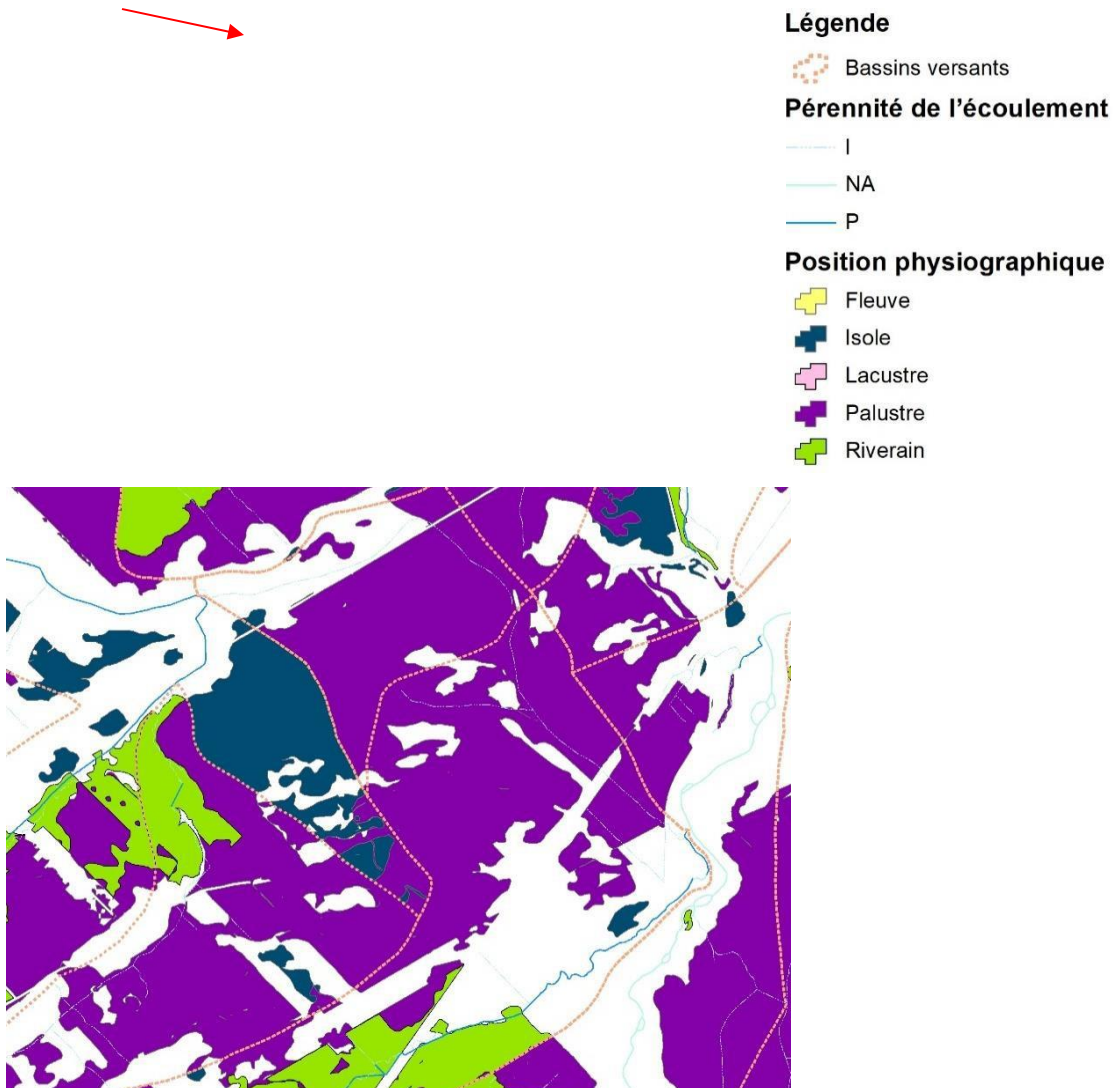 Légende
Bassins versants
Pérennité de l'écoulement
I
NA
P
Position physiographique
Fleuve
Isole
Lacustre
Palustre
Riverain